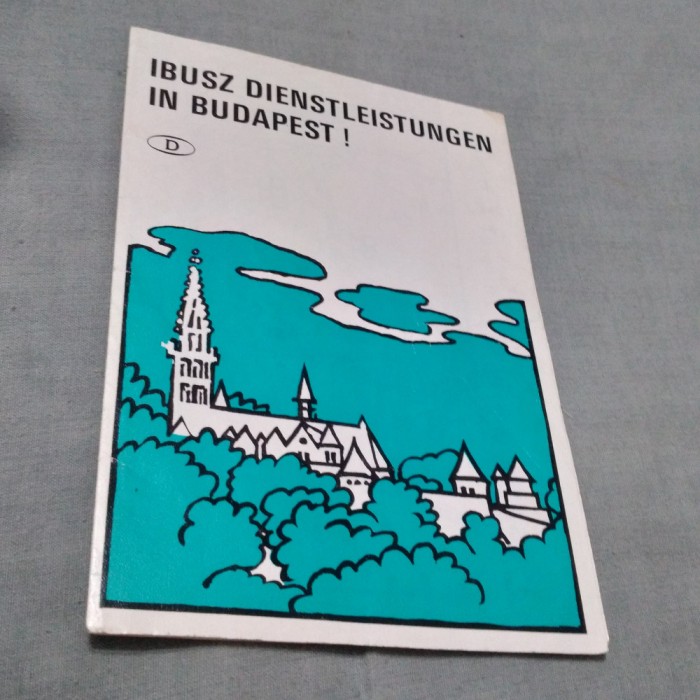 IBUSZ DIENSTLEISTUNGEN
IN BUDAPEST !
D